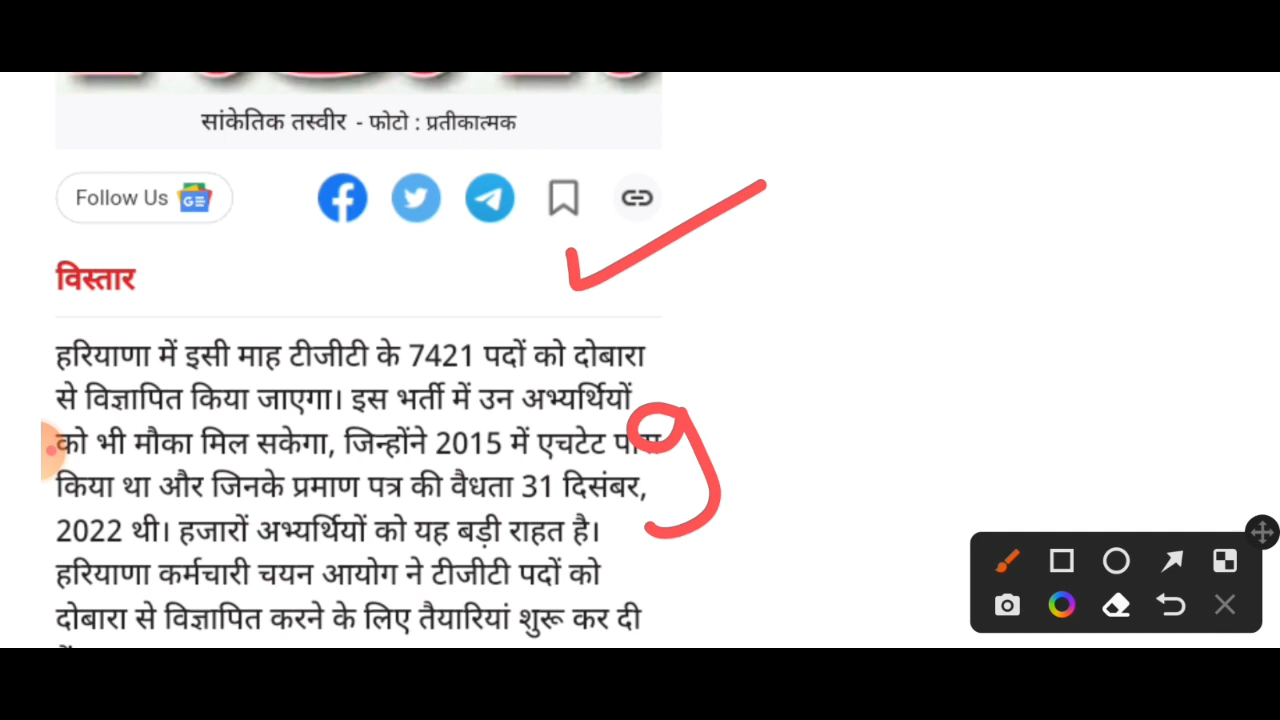 सांकेतिक तस्वीर - फोटो : प्रतीकात्मक
Follow Us GE
विस्तार
हरियाणा में इसी माह टीजीटी के 7421 पदों को दोबारा
से विज्ञापित किया जाएगा। इस भर्ती में उन अभ्यर्थियों
को भी मौका मिल सकेगा, जिन्होंने 2015 में एचटेट पास
किया था और जिनके प्रमाण पत्र की वैधता 31 दिसंबर,
2022 थी। हजारों अभ्यर्थियों को यह बड़ी राहत है।
हरियाणा कर्मचारी चयन आयोग ने टीजीटी पदों को
दोबारा से विज्ञापित करने के लिए तैयारियां शुरू कर दी